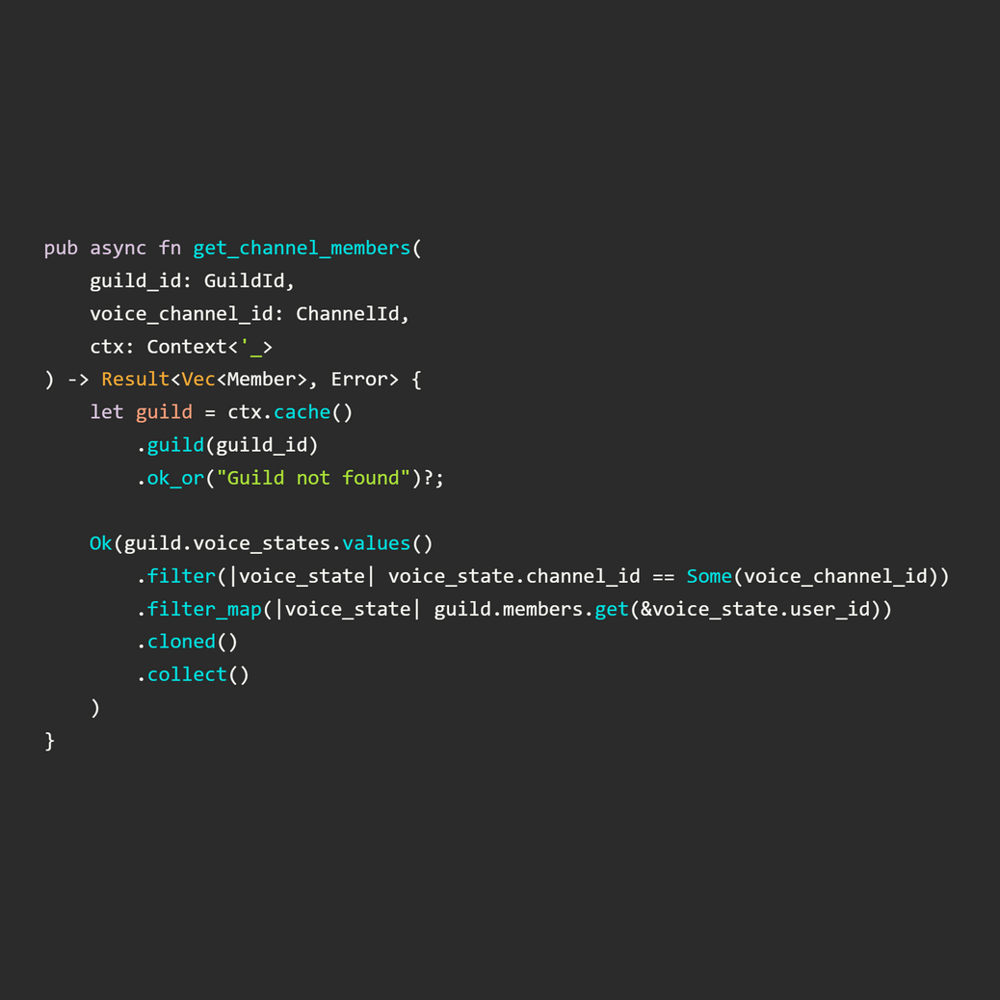 pub async fn get_channel_members(
    guild_id: GuildId,
    voice_channel_id: ChannelId,
    ctx: Context<'_>
) -> Result<Vec<Member>, Error> {
    let guild = ctx.cache()
        .guild(guild_id)
        .ok_or("Guild not found")?;

    Ok(guild.voice_states.values()
        .filter(|voice_state| voice_state.channel_id == Some(voice_channel_id))
        .filter_map(|voice_state| guild.members.get(&voice_state.user_id))
        .cloned()
        .collect()
    )
}